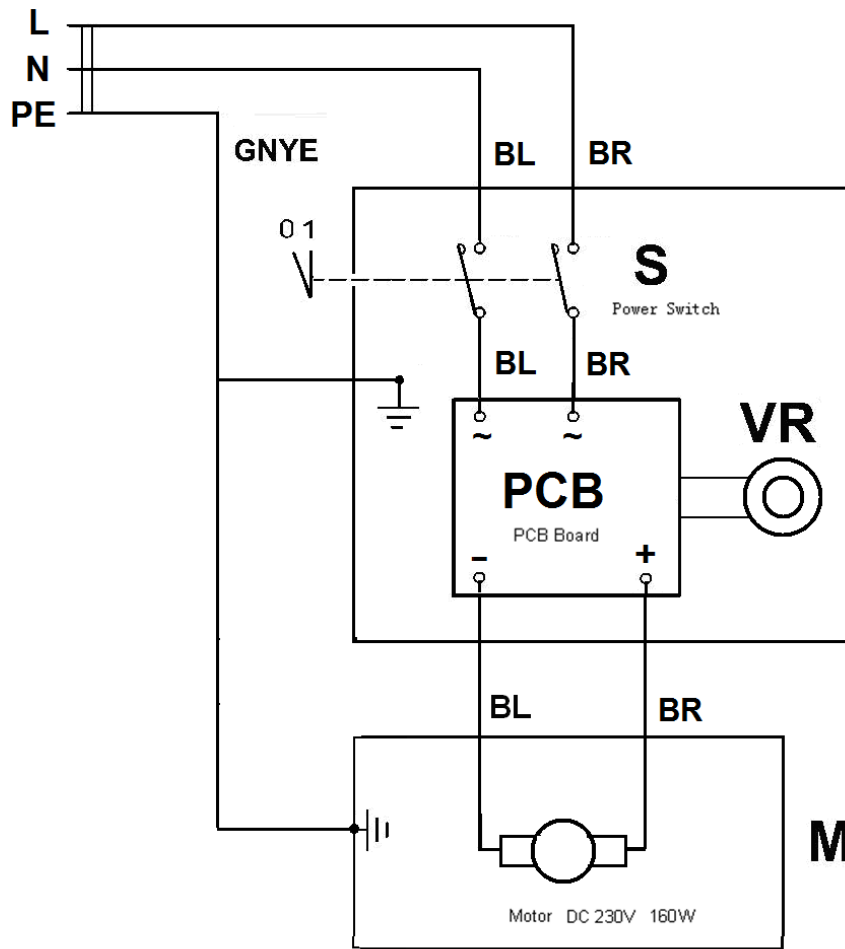 L
N
PE
GNYE
BL
BR
0 1
S
Power Switch
BL
BR
VR
~
~
PCB
PCB Board
-
+
BL
BR
M
Motor DC 230V 160W